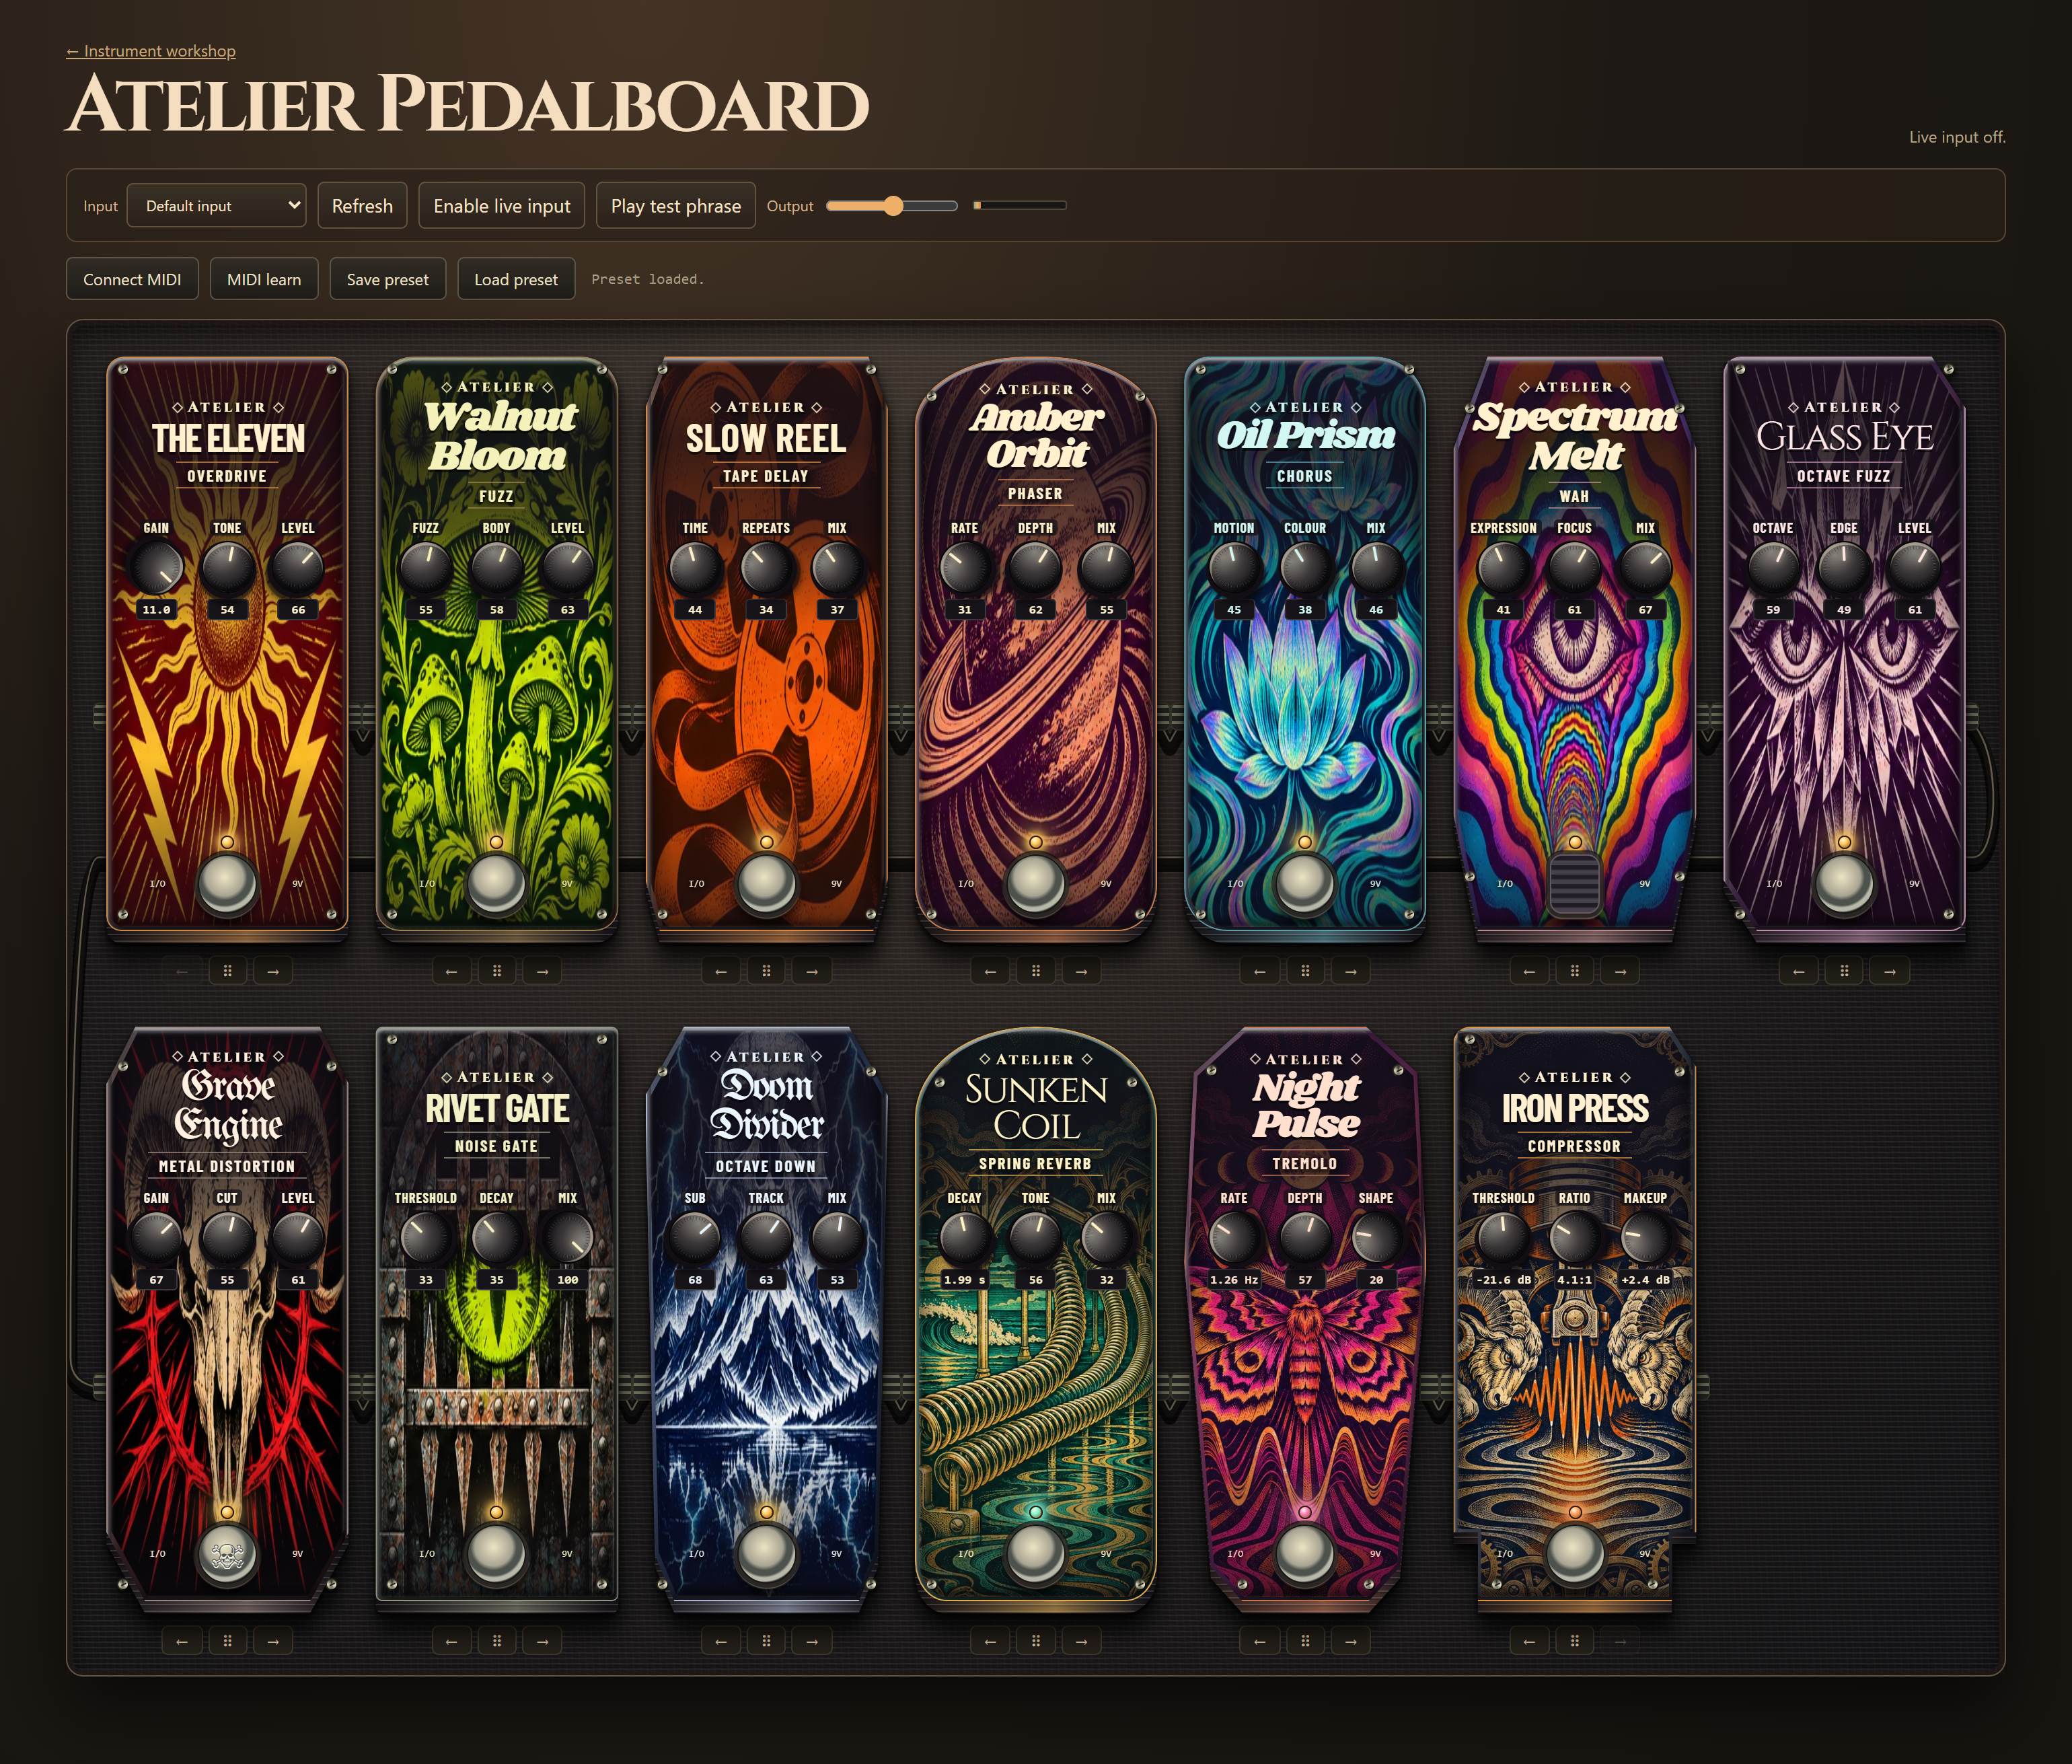 ← Instrument workshop
Atelier Pedalboard
Live input off.
Input Default input Refresh Enable live input Play test phrase Output
Connect MIDI MIDI learn Save preset Load preset Preset loaded.
◇ Atelier ◇
THE ELEVEN
OVERDRIVE
GAIN TONE LEVEL
11.0 54 66
I/O 9V
◇ Atelier ◇
Walnut
Bloom
FUZZ
FUZZ BODY LEVEL
55 58 63
I/O 9V
◇ Atelier ◇
SLOW REEL
TAPE DELAY
TIME REPEATS MIX
44 34 37
I/O 9V
◇ Atelier ◇
Amber
Orbit
PHASER
RATE DEPTH MIX
31 62 55
I/O 9V
◇ Atelier ◇
Oil Prism
CHORUS
MOTION COLOUR MIX
45 38 46
I/O 9V
◇ Atelier ◇
Spectrum
Melt
WAH
EXPRESSION FOCUS MIX
41 61 67
I/O 9V
◇ Atelier ◇
Glass Eye
OCTAVE FUZZ
OCTAVE EDGE LEVEL
59 49 61
I/O 9V
← ⠿ →
← ⠿ →
← ⠿ →
← ⠿ →
← ⠿ →
← ⠿ →
← ⠿ →
◇ Atelier ◇
Grave
Engine
METAL DISTORTION
GAIN CUT LEVEL
67 55 61
I/O 9V
◇ Atelier ◇
RIVET GATE
NOISE GATE
THRESHOLD DECAY MIX
33 35 100
I/O 9V
◇ Atelier ◇
Doom
Divider
OCTAVE DOWN
SUB TRACK MIX
68 63 53
I/O 9V
◇ Atelier ◇
Sunken
Coil
SPRING REVERB
DECAY TONE MIX
1.99 s 56 32
I/O 9V
◇ Atelier ◇
Night
Pulse
TREMOLO
RATE DEPTH SHAPE
1.26 Hz 57 20
I/O 9V
◇ Atelier ◇
IRON PRESS
COMPRESSOR
THRESHOLD RATIO MAKEUP
-21.6 dB 4.1:1 +2.4 dB
I/O 9V
← ⠿ →
← ⠿ →
← ⠿ →
← ⠿ →
← ⠿ →
← ⠿ →